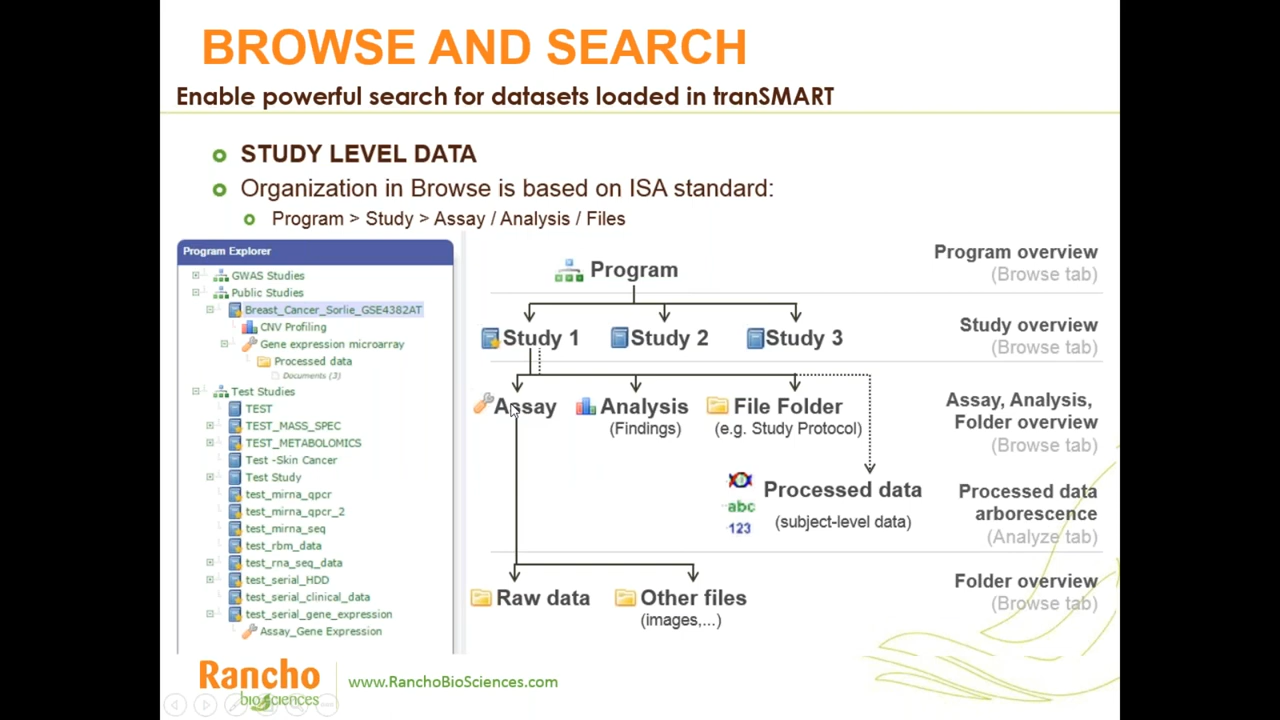 BROWSE AND SEARCH
Enable powerful search for datasets loaded in tranSMART
STUDY LEVEL DATA
Organization in Browse is based on ISA standard:
Program > Study > Assay / Analysis / Files
Program Explorer
GWAS Studies
Public Studies
Breast_Cancer_Sorlie_GSE4382AT
CNV Profiling
Gene expression microarray
Processed data
Documents (3)
Test Studies
TEST
TEST_MASS_SPEC
TEST_METABOLOMICS
Test -Skin Cancer
Test Study
test_mirna_qpcr
test_mirna_qpcr_2
test_mirna_seq
test_rbm_data
test_rna_seq_data
test_serial_HDD
test_serial_clinical_data
test_serial_gene_expression
Assay_Gene Expression
Program
Program overview
(Browse tab)
Study 1
Study 2
Study 3
Study overview
(Browse tab)
Assay
Analysis
(Findings)
File Folder
(e.g. Study Protocol)
Assay, Analysis,
Folder overview
(Browse tab)
abc
123
Processed data
(subject-level data)
Processed data
arborescence
(Analyze tab)
Raw data
Other files
(images,...)
Folder overview
(Browse tab)
Rancho
biosciences
www.RanchoBioSciences.com